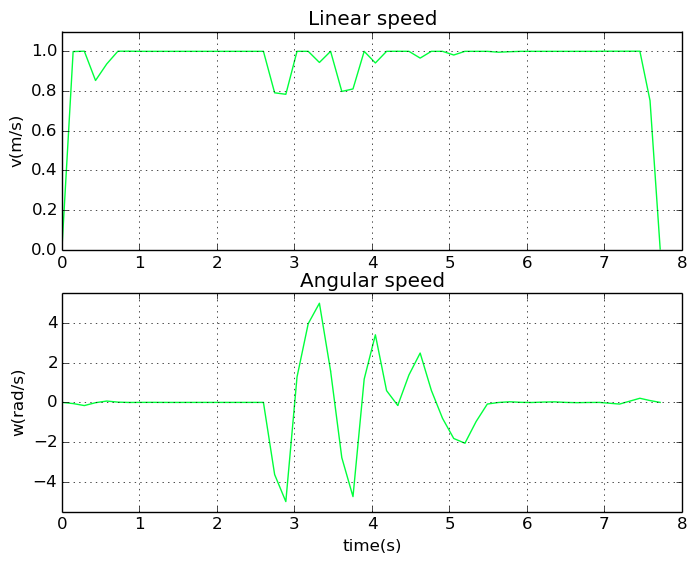 Linear speed
v(m/s)
1.0
0.8
0.6
0.4
0.2
0.0
0 1 2 3 4 5 6 7 8
Angular speed
w(rad/s)
4
2
0
−2
−4
0 1 2 3 4 5 6 7 8
time(s)